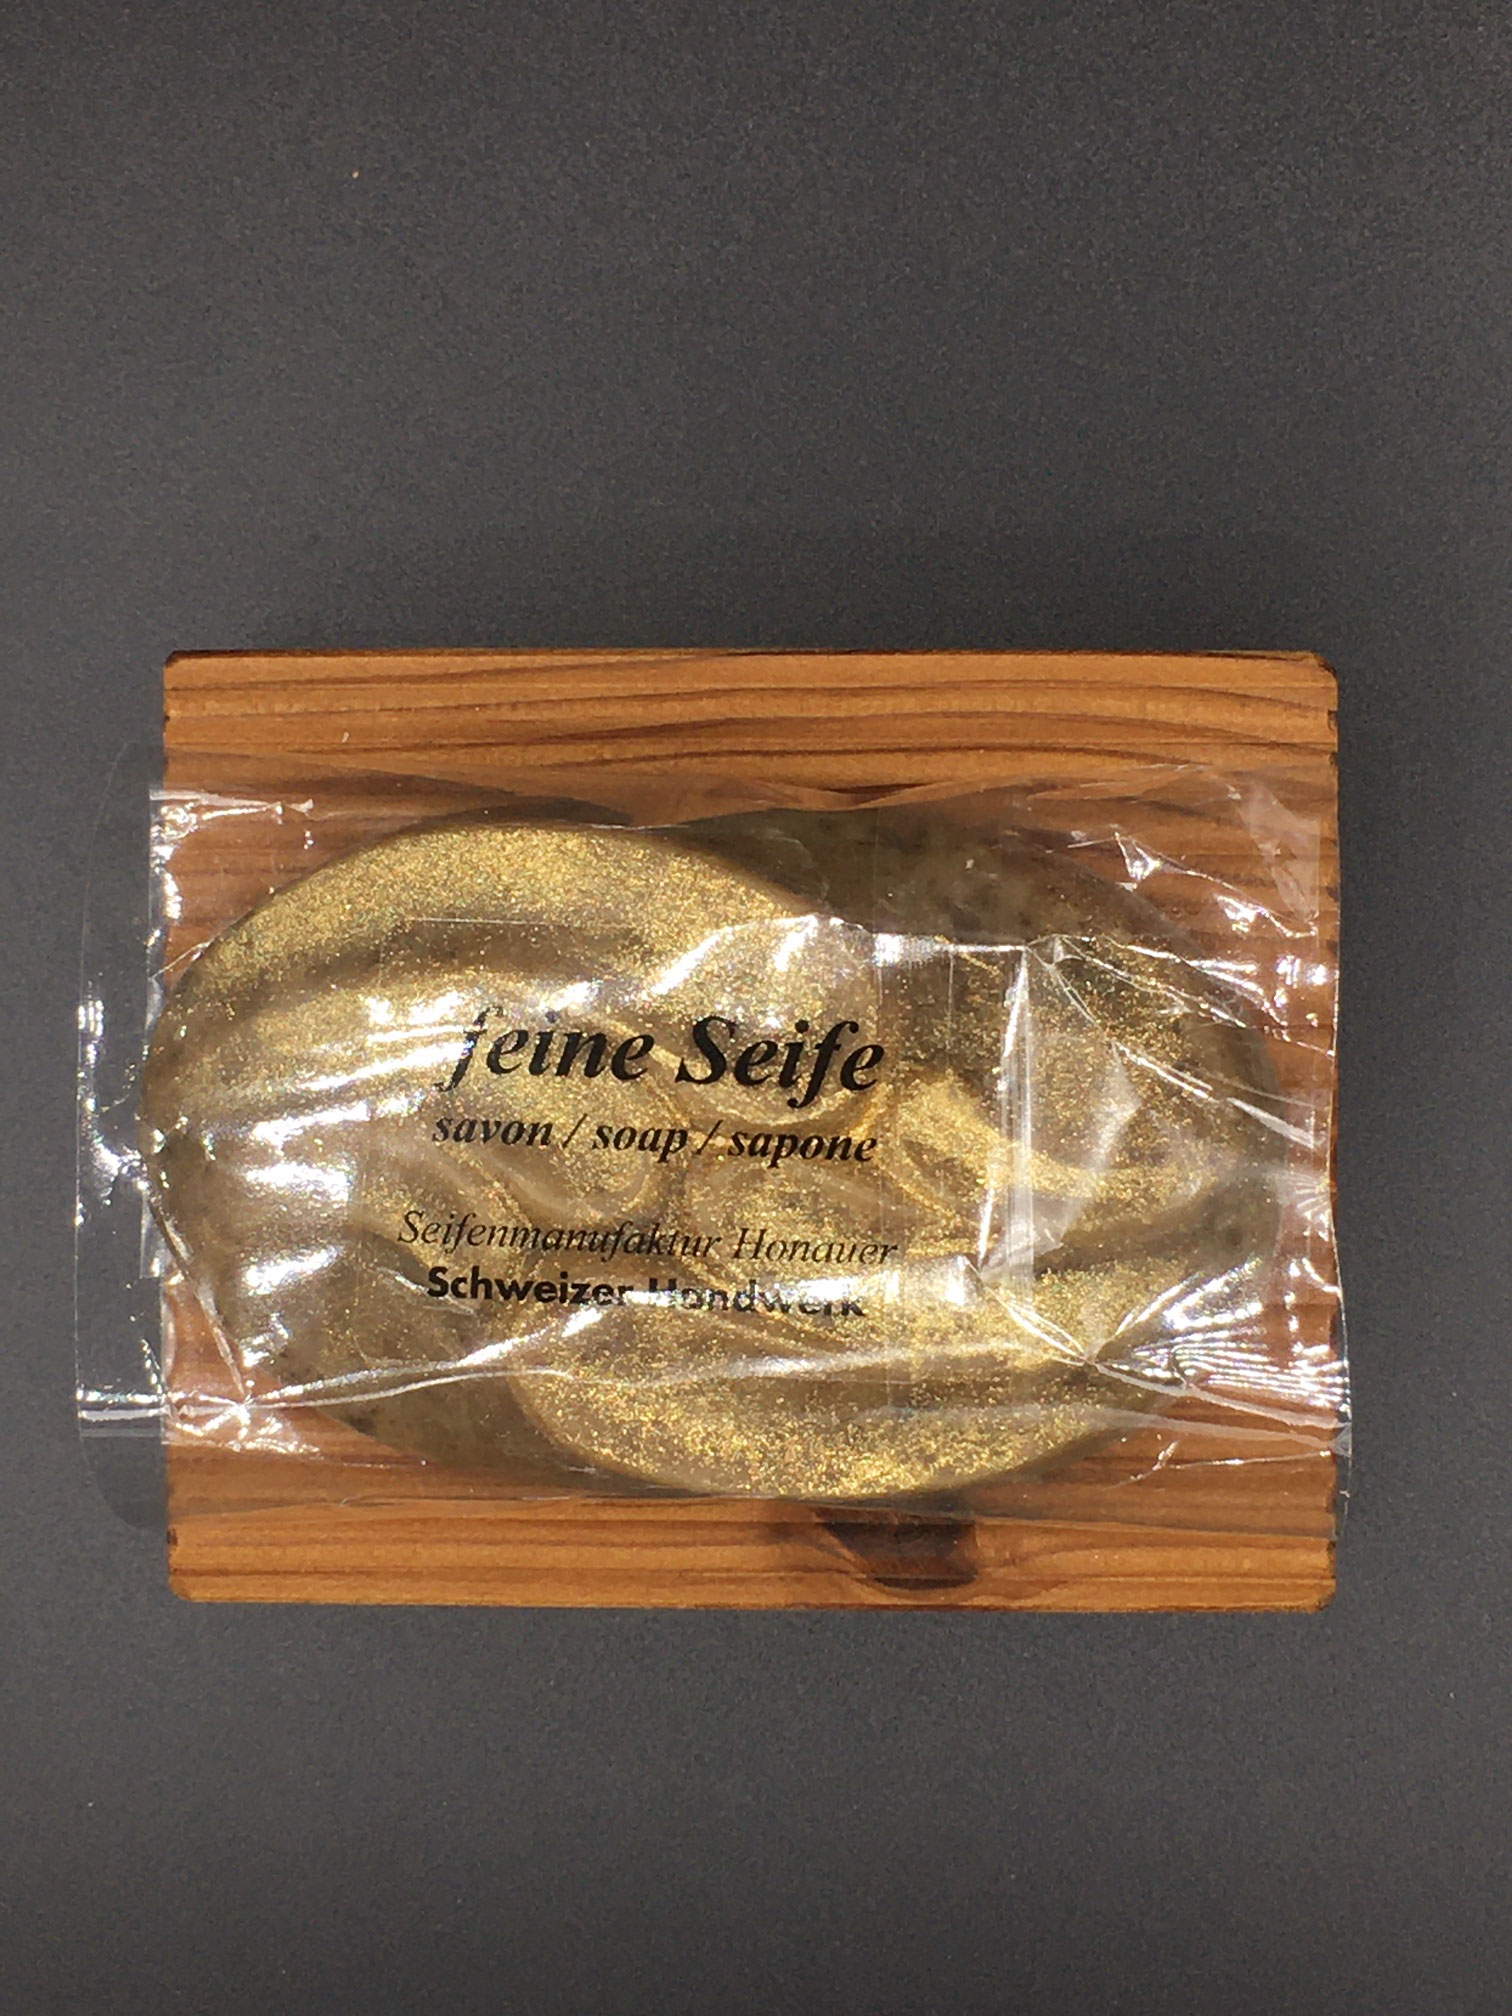 feine Seife
savon / soap / sapone
Seifenmanufaktur Honauer
Schweizer Handwerk